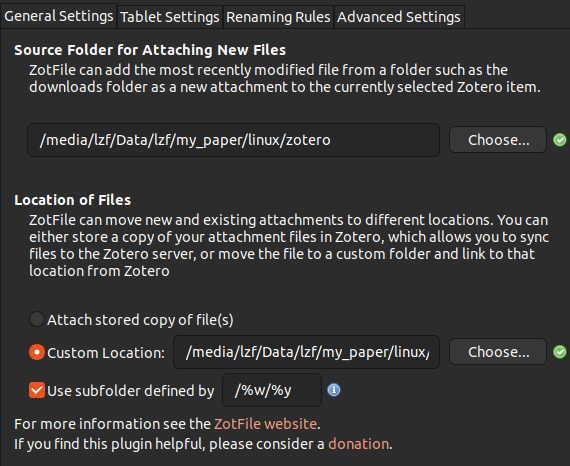 General Settings Tablet Settings Renaming Rules Advanced Settings
Source Folder for Attaching New Files
ZotFile can add the most recently modified file from a folder such as the
downloads folder as a new attachment to the currently selected Zotero item.
/media/lzf/Data/lzf/my_paper/linux/zotero Choose...
Location of Files
ZotFile can move new and existing attachments to different locations. You can
either store a copy of your attachment files in Zotero, which allows you to sync
files to the Zotero server, or move the file to a custom folder and link to that
location from Zotero
Attach stored copy of file(s)
Custom Location: /media/lzf/Data/lzf/my_paper/linux/ Choose...
Use subfolder defined by /%w/%y
For more information see the ZotFile website.
If you find this plugin helpful, please consider a donation.